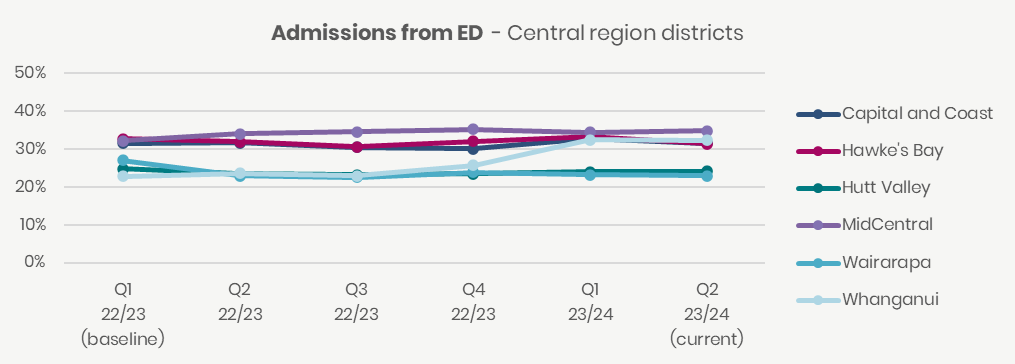 Admissions from ED - Central region districts
50%
40%
30%
20%
10%
0%
Q1 Q2 Q3 Q4 Q1 Q2
22/23 22/23 22/23 22/23 23/24 23/24
(baseline) (current)
Capital and Coast
Hawke's Bay
Hutt Valley
MidCentral
Wairarapa
Whanganui